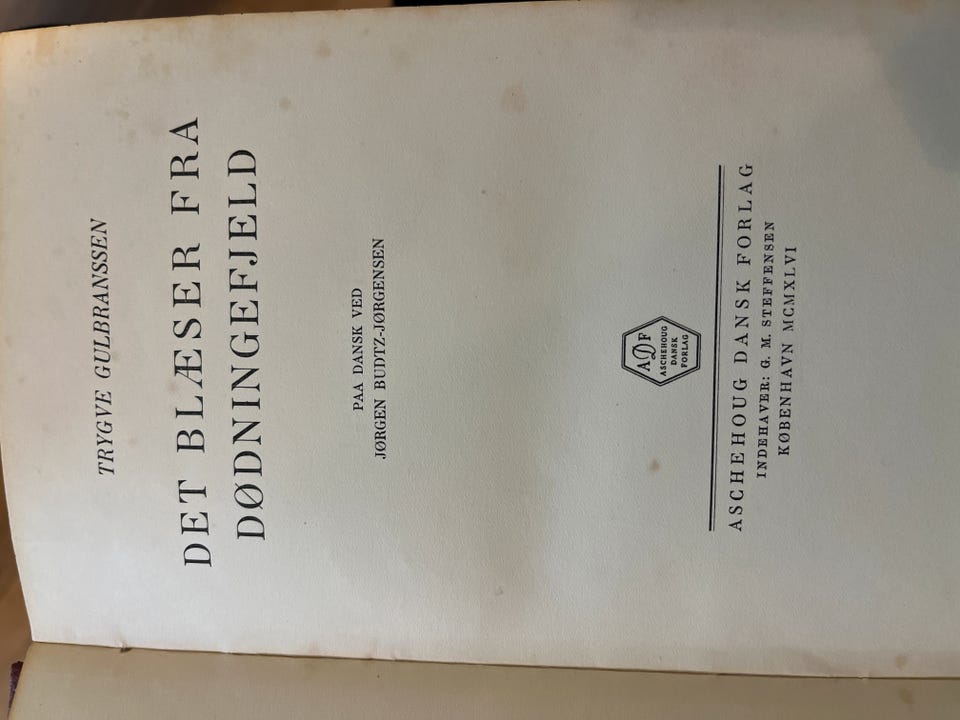 TRYGVE GULBRANSSEN
DET BLÆSER FRA
DØDNINGEFJELD
PAA DANSK VED
JØRGEN BUDTZ-JØRGENSEN
ADF
ASCHEHOUG
DANSK
FORLAG
ASCHEHOUG DANSK FORLAG
INDEHAVER: G. M. STEFFENSEN
KØBENHAVN MCMXLVI